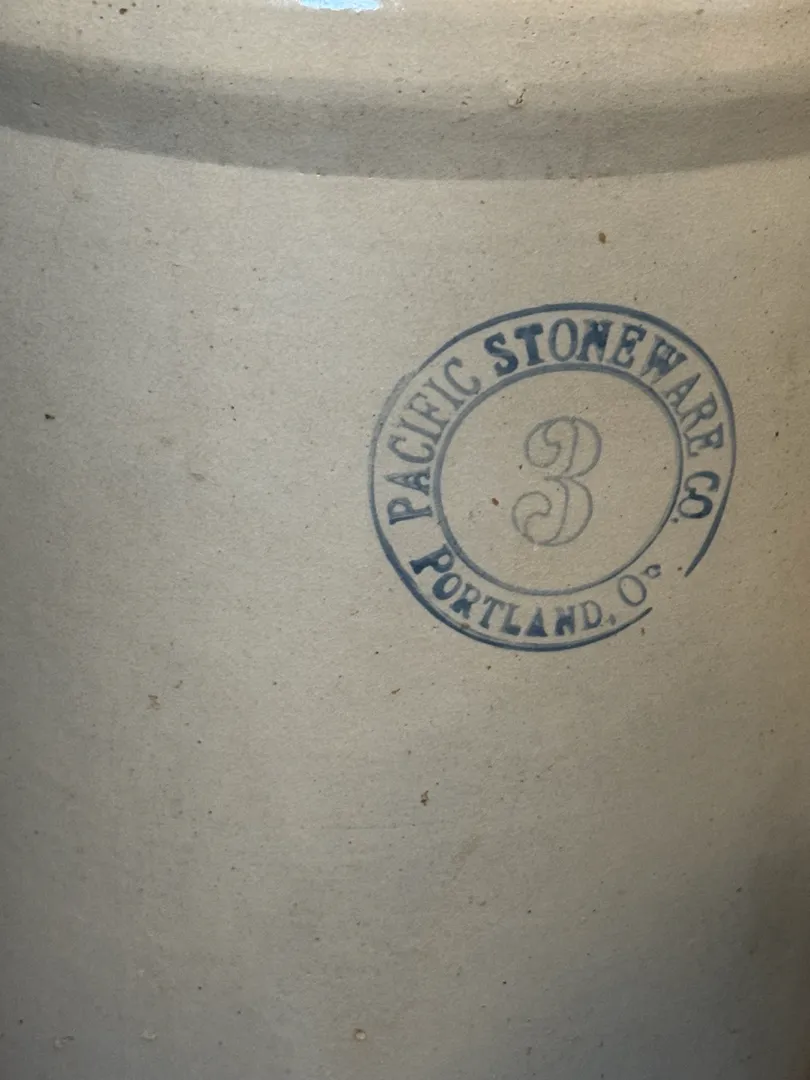 PACIFIC STONEWARE CO.
3
PORTLAND, O